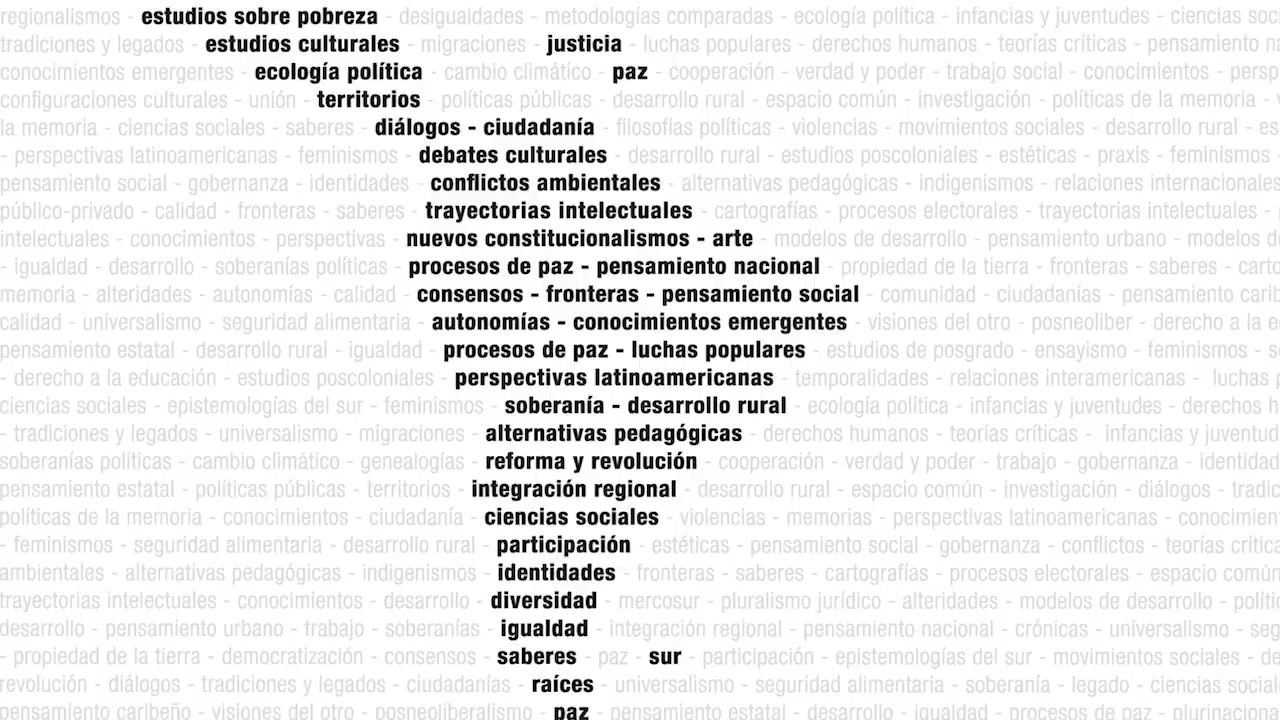 regionalismos - estudios sobre pobreza - desigualdades - metodologías comparadas - ecología política - infancias y juventudes - ciencias
tradiciones y legados - estudios culturales - migraciones - justicia - luchas populares - derechos humanos - teorías críticas - pensamiento
conocimientos emergentes - ecología política - cambio climático - paz - cooperación - verdad y poder - trabajo social - conocimientos -
configuraciones culturales - unión - territorios - políticas públicas - desarrollo rural - espacio común - investigación - políticas de la memoria -
la memoria - ciencias sociales - saberes - diálogos - ciudadanía - filosofías políticas - violencias - movimientos sociales - desarrollo rural -
- perspectivas latinoamericanas - feminismos - debates culturales - desarrollo rural - estudios poscoloniales - estéticas - praxis - feminismos -
pensamiento social - gobernanza - identidades - conflictos ambientales - alternativas pedagógicas - indigenismos - relaciones internacionales
público-privado - calidad - fronteras - saberes - trayectorias intelectuales - cartografías - procesos electorales - trayectorias intelectuales -
intelectuales - conocimientos - perspectivas - nuevos constitucionalismos - arte - modelos de desarrollo - pensamiento urbano - modelos
- igualdad - desarrollo - soberanías políticas - procesos de paz - pensamiento nacional - propiedad de la tierra - fronteras - saberes -
memoria - alteridades - autonomías - calidad - consensos - fronteras - pensamiento social - comunidad - ciudadanías - pensamiento
calidad - universalismo - seguridad alimentaria - autonomías - conocimientos emergentes - visiones del otro - posneoliber - derecho a la
pensamiento estatal - desarrollo rural - igualdad - procesos de paz - luchas populares - estudios de posgrado - ensayismo - feminismos -
- derecho a la educación - estudios poscoloniales - perspectivas latinoamericanas - temporalidades - relaciones interamericanas - luchas
ciencias sociales - epistemologías del sur - feminismos - soberanía - desarrollo rural - ecología política - infancias y juventudes - derechos
- tradiciones y legados - universalismo - migraciones - alternativas pedagógicas - derechos humanos - teorías críticas - infancias y
soberanías políticas - cambio climático - genealogías - reforma y revolución - cooperación - verdad y poder - trabajo - gobernanza -
pensamiento estatal - políticas públicas - territorios - integración regional - desarrollo rural - espacio común - investigación - diálogos -
políticas de la memoria - conocimientos - ciudadanía - ciencias sociales - violencias - memorias - perspectivas latinoamericanas -
- feminismos - seguridad alimentaria - desarrollo rural - participación - estéticas - pensamiento social - gobernanza - conflictos - teorías
ambientales - alternativas pedagógicas - indigenismos - identidades - fronteras - saberes - cartografías - procesos electorales - espacio
trayectorias intelectuales - conocimientos - desarrollo - diversidad - mercosur - pluralismo jurídico - alteridades - modelos de desarrollo -
desarrollo - pensamiento urbano - trabajo - soberanías - igualdad - integración regional - pensamiento nacional - crónicas - universalismo -
- propiedad de la tierra - democratización - consensos - saberes - paz - sur - participación - epistemologías del sur - movimientos sociales -
revolución - diálogos - tradiciones y legados - ciudadanías - raíces - universalismo - seguridad alimentaria - soberanía - legado - ciencias
pensamiento caribeño - visiones del otro - posneoliberalismo - paz - pensamiento estatal - desarrollo - igualdad - procesos de paz -